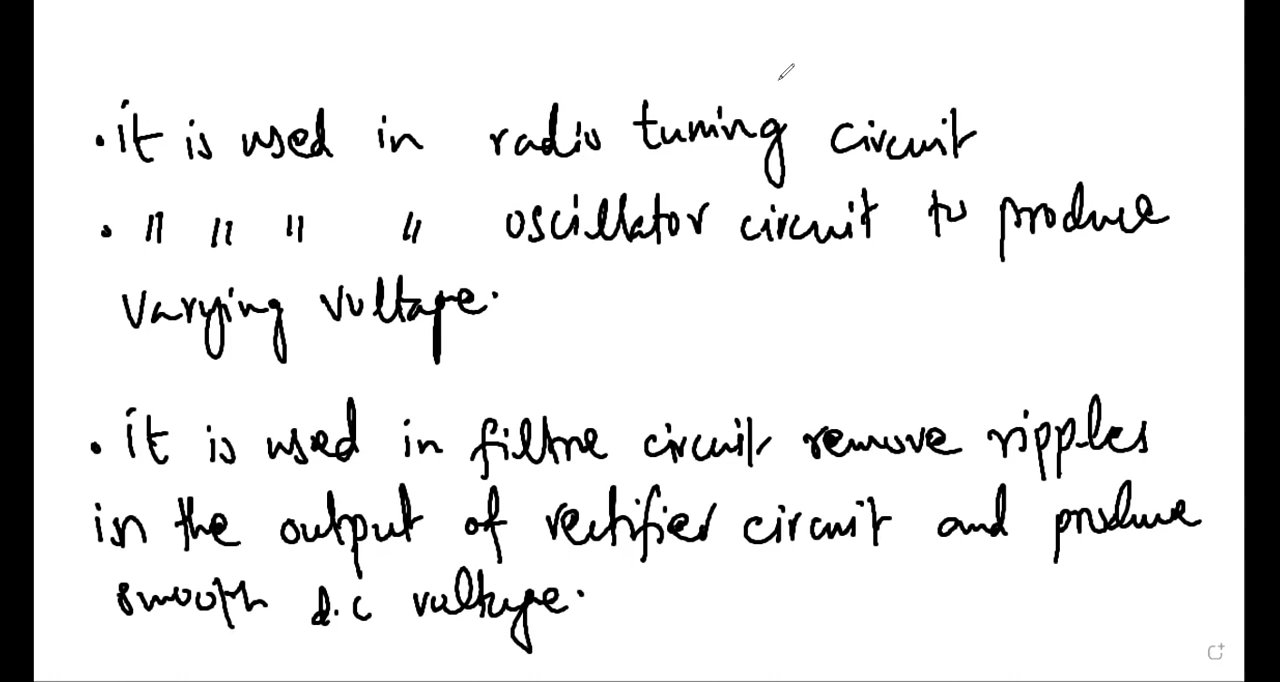 • it is used in radio tuning circuit
• " " " " oscillator circuit to produce
varying voltage.
• it is used in filtre circuit remove ripples
in the output of rectifier circuit and produce
smooth d.c voltage.